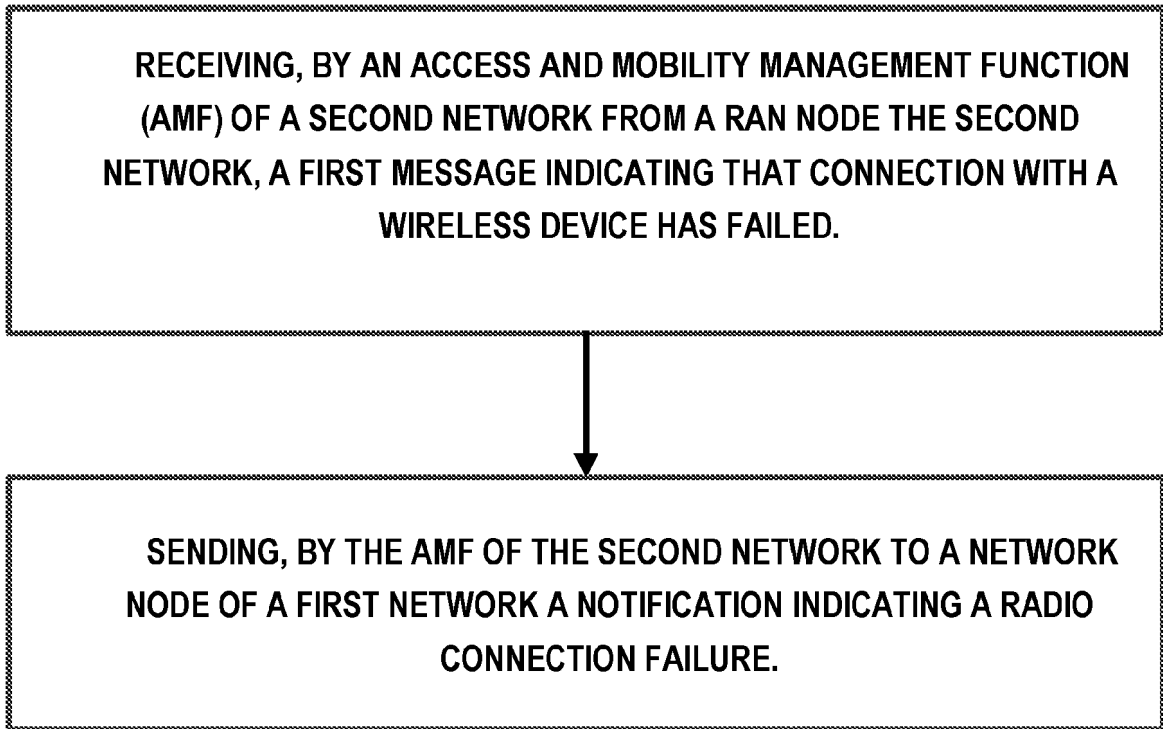 RECEIVING, BY AN ACCESS AND MOBILITY MANAGEMENT FUNCTION
(AMF) OF A SECOND NETWORK FROM A RAN NODE THE SECOND
NETWORK, A FIRST MESSAGE INDICATING THAT CONNECTION WITH A
WIRELESS DEVICE HAS FAILED.
SENDING, BY THE AMF OF THE SECOND NETWORK TO A NETWORK
NODE OF A FIRST NETWORK A NOTIFICATION INDICATING A RADIO
CONNECTION FAILURE.